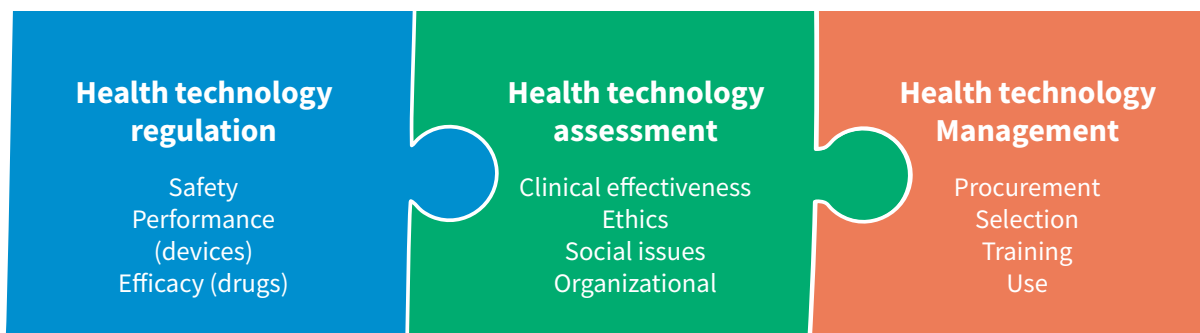 Health technology
regulation
Safety
Performance
(devices)
Efficacy (drugs)
Health technology
assessment
Clinical effectiveness
Ethics
Social issues
Organizational
Health technology
Management
Procurement
Selection
Training
Use